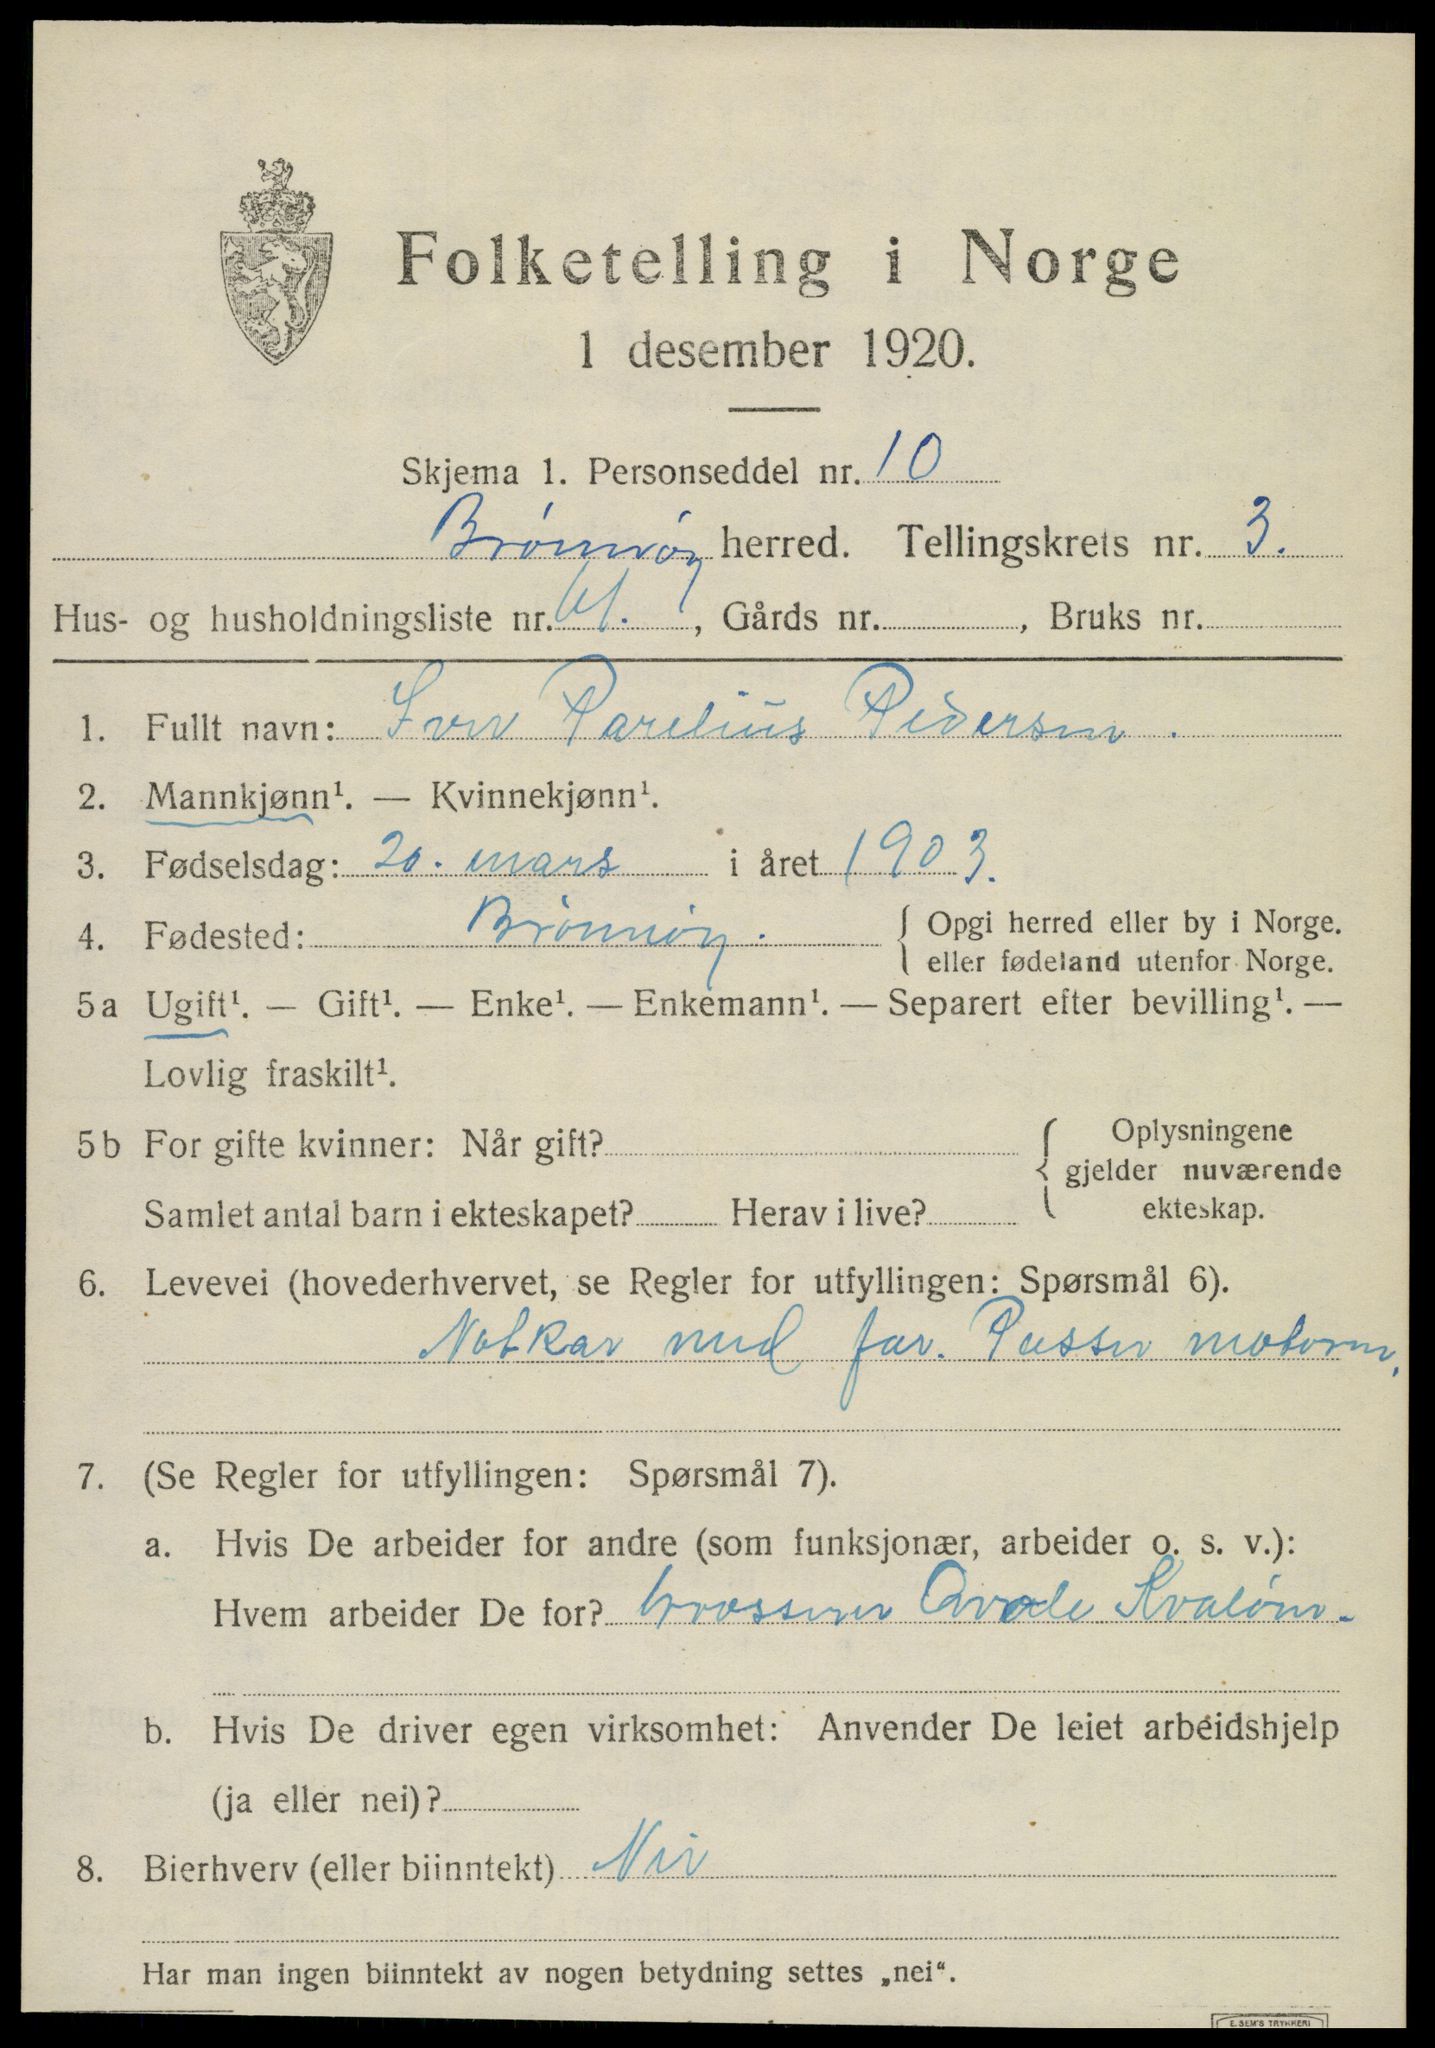 Folketelling i Norge
1 desember 1920.
Skjema 1. Personseddel nr. 10
Brønnøy herred. Tellingskrets nr. 3.
Hus- og husholdningsliste nr. 61. , Gårds nr. , Bruks nr.
1. Fullt navn: Parelius Pedersen.
2. Mannkjønn¹. — Kvinnekjønn¹.
3. Fødselsdag: 20. mars i året 1903.
4. Fødested: Brønnøy. { Opgi herred eller by i Norge.
eller fødeland utenfor Norge.
5a Ugift¹. — Gift¹. — Enke¹. — Enkemann¹. — Separert efter bevilling¹. —
Lovlig fraskilt¹.
5b For gifte kvinner: Når gift? { Oplysningene
gjelder nuværende
Samlet antal barn i ekteskapet? Herav i live? ekteskap.
6. Levevei (hovederhvervet, se Regler for utfyllingen: Spørsmål 6).
Notkar med far. Passer motoren.
7. (Se Regler for utfyllingen: Spørsmål 7).
a. Hvis De arbeider for andre (som funksjonær, arbeider o. s. v.):
Hvem arbeider De for? Kvaløen.
b. Hvis De driver egen virksomhet: Anvender De leiet arbeidshjelp
(ja eller nei)?
8. Bierhverv (eller biinntekt) Nei
Har man ingen biinntekt av nogen betydning settes „nei“.
E. SEM'S TRYKKERI